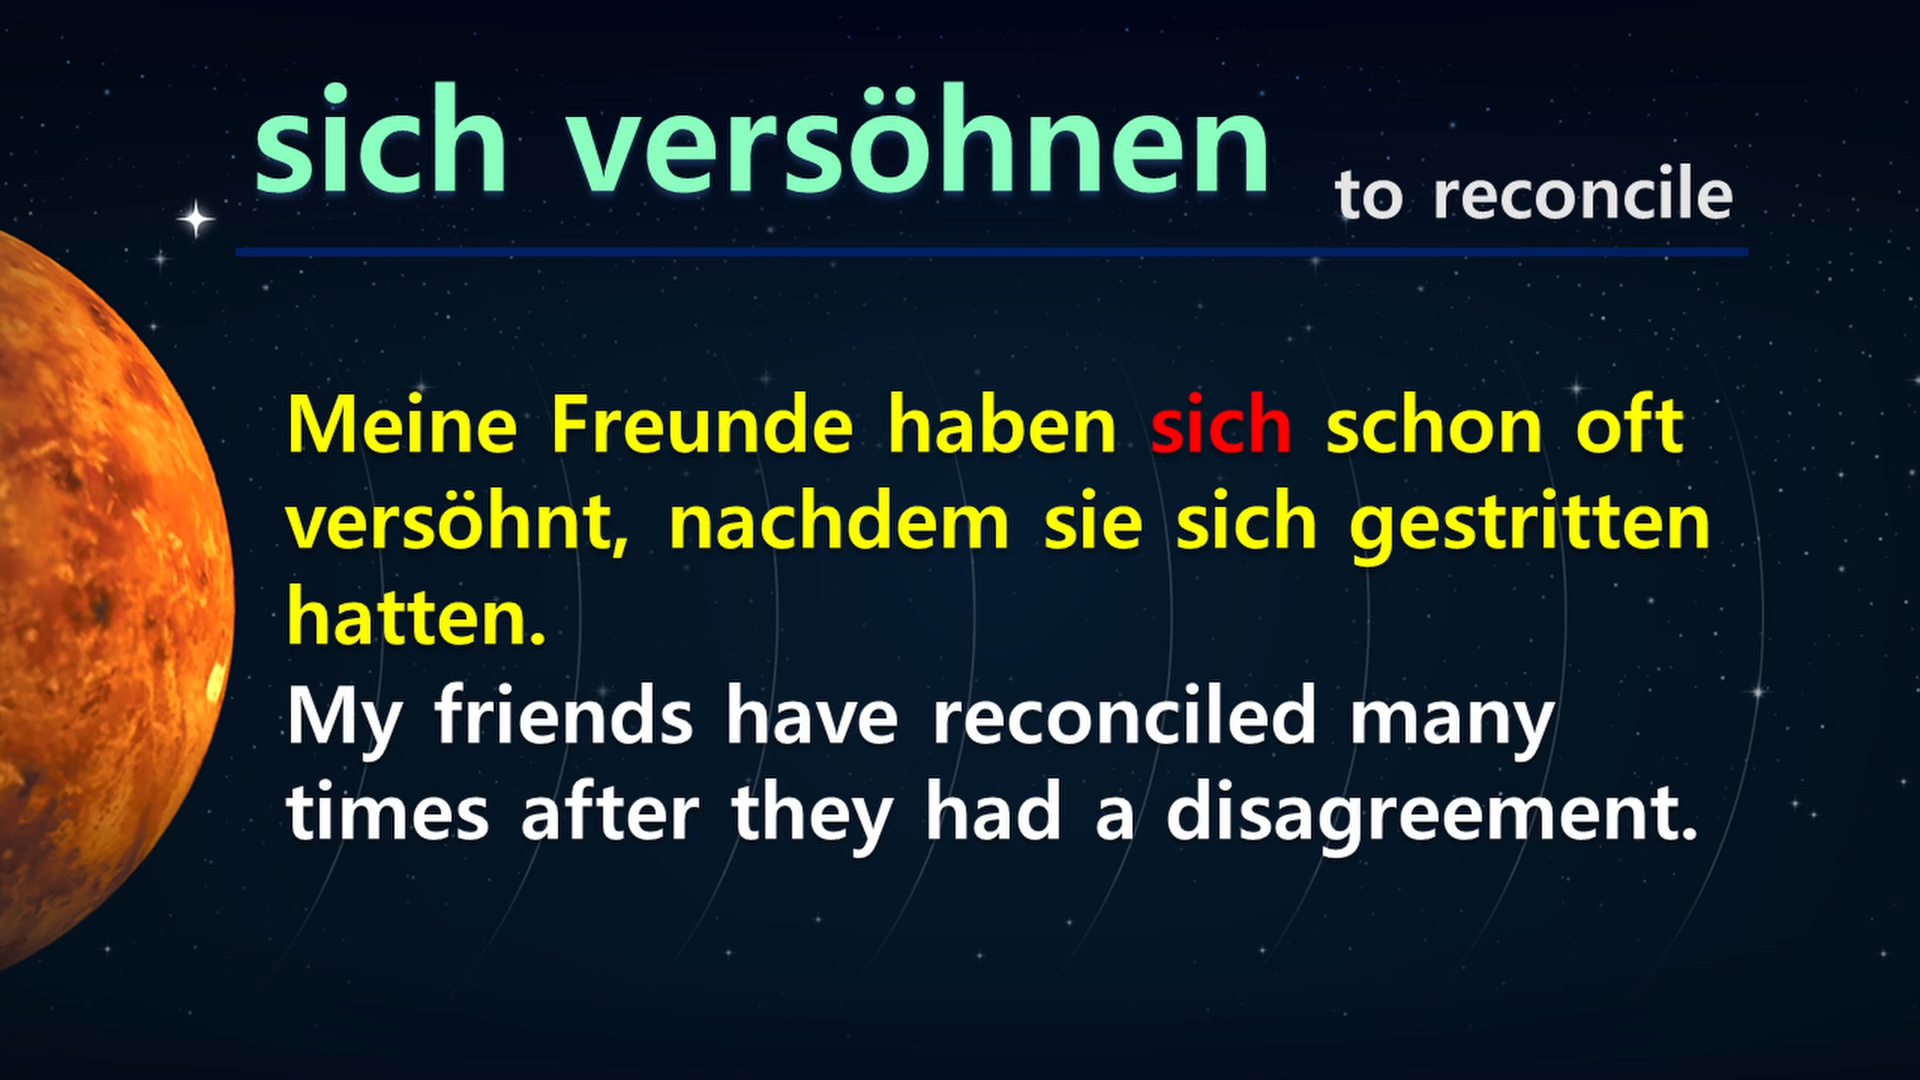 sich versöhnen to reconcile
Meine Freunde haben sich schon oft
versöhnt, nachdem sie sich gestritten
hatten.
My friends have reconciled many
times after they had a disagreement.